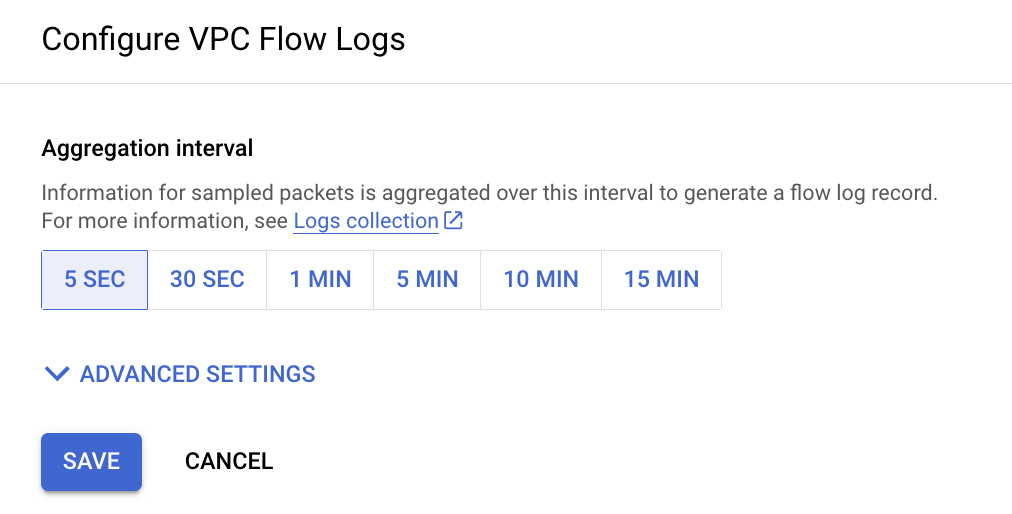 Configure VPC Flow Logs
Aggregation interval
Information for sampled packets is aggregated over this interval to generate a flow log record.
For more information, see Logs collection
5 SEC 30 SEC 1 MIN 5 MIN 10 MIN 15 MIN
ADVANCED SETTINGS
SAVE CANCEL